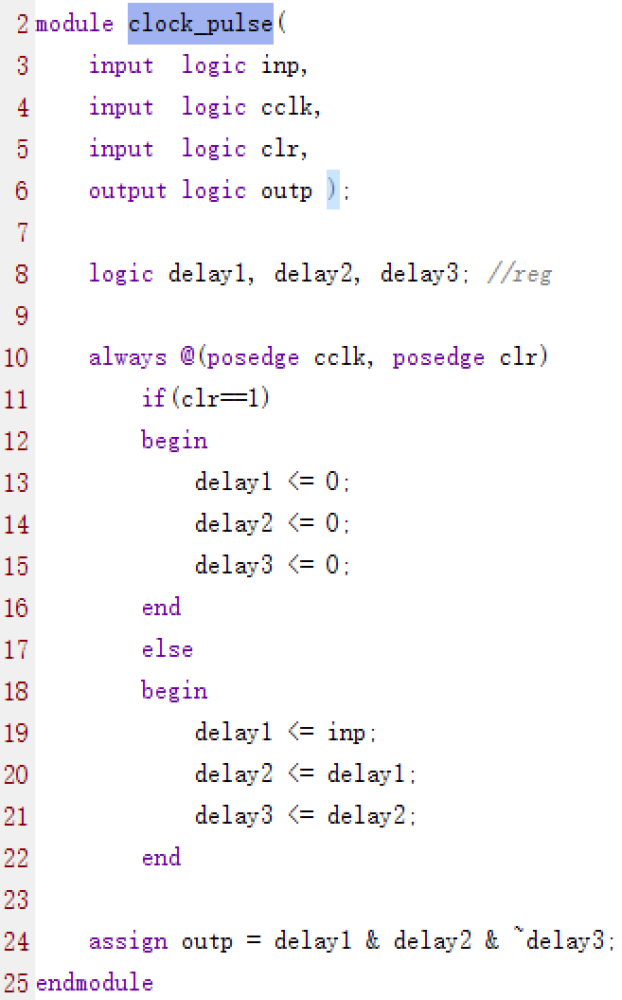 2 module clock_pulse(
3     input  logic inp,
4     input  logic cclk,
5     input  logic clr,
6     output logic outp );
7
8     logic delay1, delay2, delay3; //reg
9
10     always @(posedge cclk, posedge clr)
11         if(clr==1)
12         begin
13             delay1 <= 0;
14             delay2 <= 0;
15             delay3 <= 0;
16         end
17         else
18         begin
19             delay1 <= inp;
20             delay2 <= delay1;
21             delay3 <= delay2;
22         end
23
24     assign outp = delay1 & delay2 & ~delay3;
25 endmodule